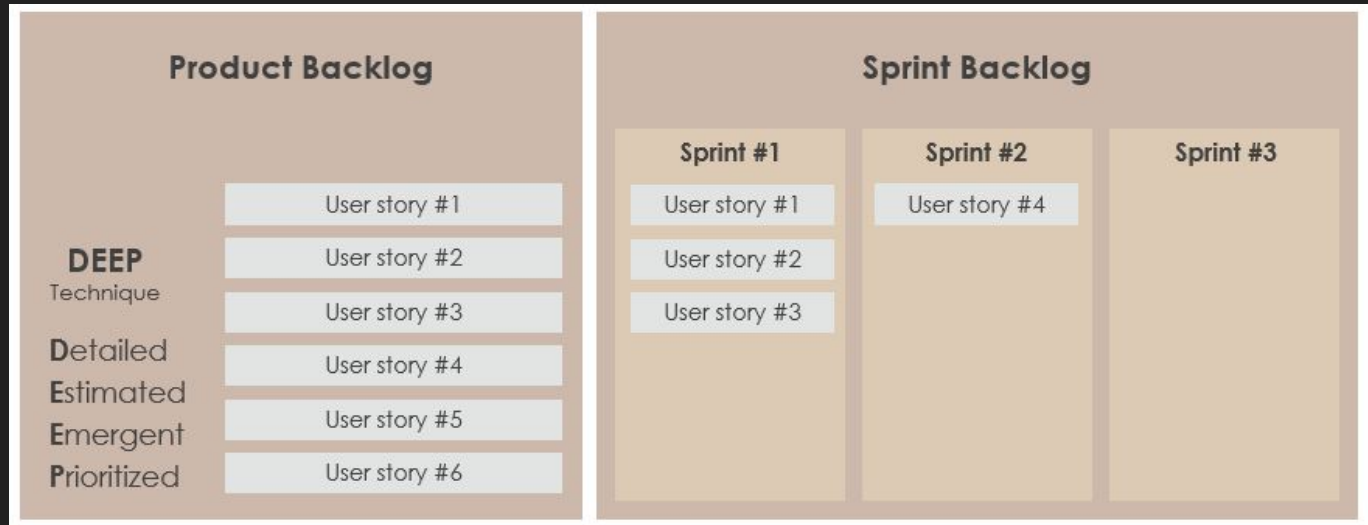 Product Backlog
DEEP
Technique
Detailed
Estimated
Emergent
Prioritized
User story #1
User story #2
User story #3
User story #4
User story #5
User story #6
Sprint Backlog
Sprint #1
User story #1
User story #2
User story #3
Sprint #2
User story #4
Sprint #3